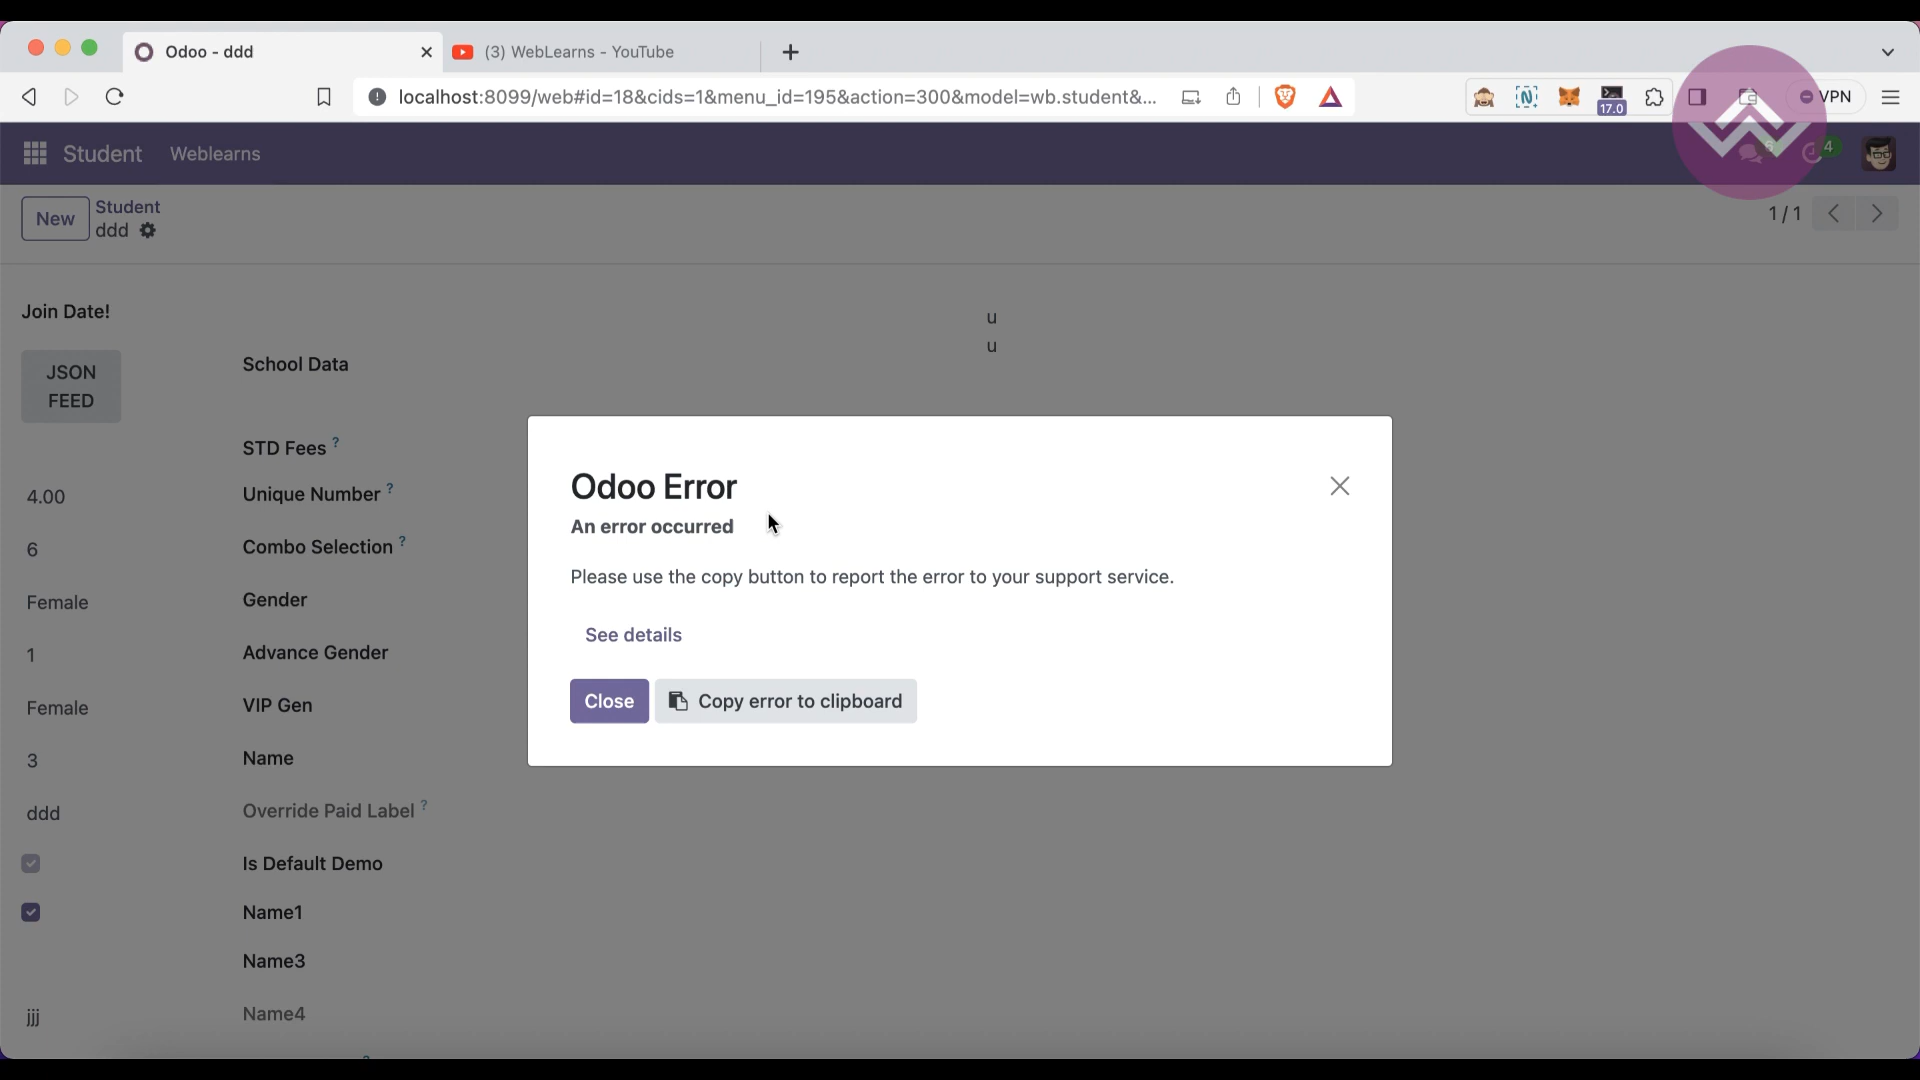 Odoo - ddd
(3) WebLearns - YouTube
localhost:8099/web#id=18&cids=1&menu_id=195&action=300&model=wb.student&...
17.0
VPN
Student
Weblearns
6
4
New
Student
ddd
1 / 1
Join Date!
u
u
JSON
FEED
School Data
STD Fees ?
4.00
Unique Number ?
6
Combo Selection ?
Female
Gender
1
Advance Gender
Female
VIP Gen
3
Name
ddd
Override Paid Label ?
Is Default Demo
Name1
Name3
jjj
Name4
Odoo Error
An error occurred
Please use the copy button to report the error to your support service.
See details
Close
Copy error to clipboard